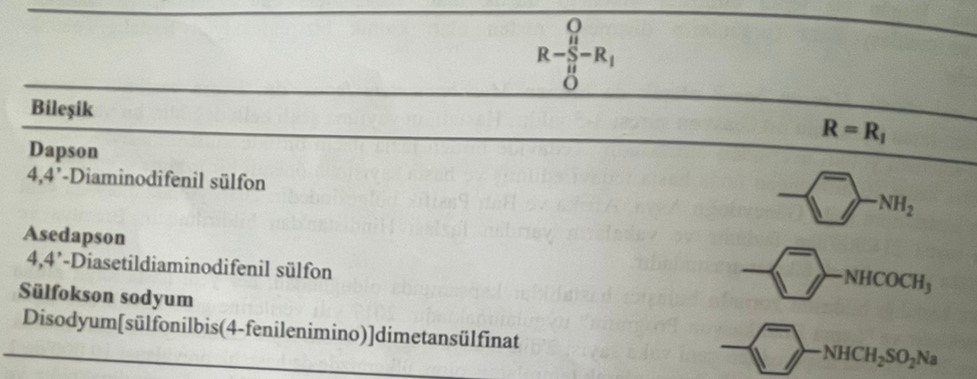 O
R-S-R₁
O
Bileşik R = R₁
Dapson
4,4'-Diaminodifenil sülfon -NH₂
Asedapson
4,4'-Diasetildiaminodifenil sülfon -NHCOCH₃
Sülfokson sodyum
Disodyum[sülfonilbis(4-fenilenimino)]dimetansülfinat -NHCH₂SO₂Na